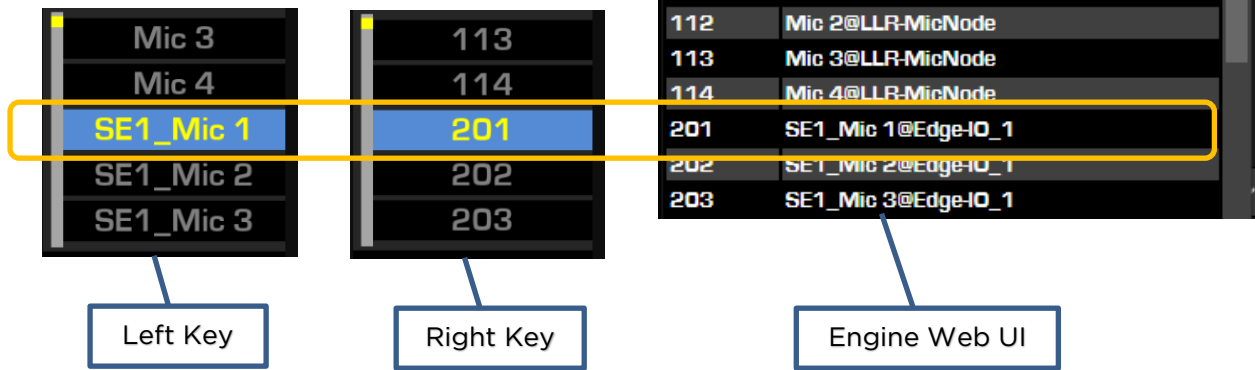 Mic 3
Mic 4
SE1_Mic 1
SE1_Mic 2
SE1_Mic 3
113
114
201
202
203
112 Mic 2@LLR-MicNode
113 Mic 3@LLR-MicNode
114 Mic 4@LLR-MicNode
201 SE1_Mic 1@Edge-IO_1
202 SE1_Mic 2@Edge-IO_1
203 SE1_Mic 3@Edge-IO_1
Left Key
Right Key
Engine Web UI